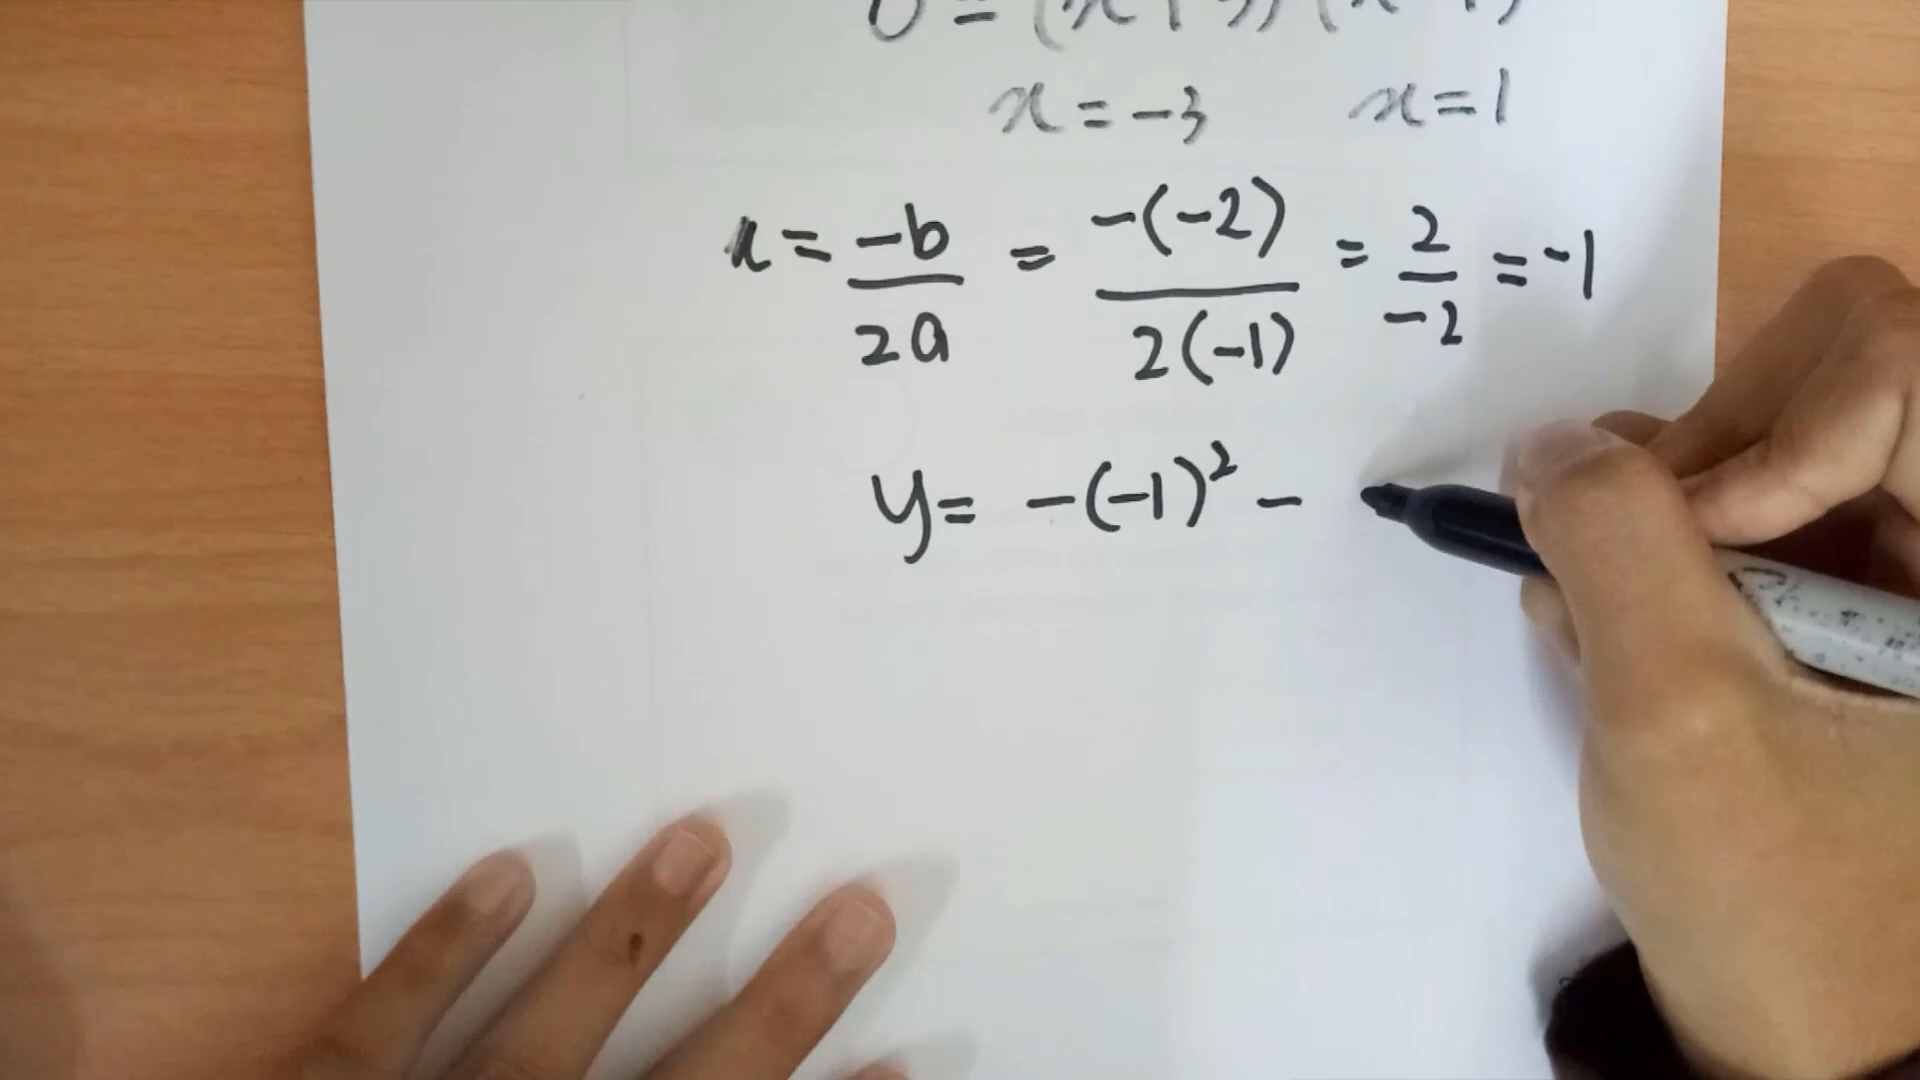 x = -3 x = 1
x = -b/2a = -(-2)/2(-1) = 2/-2 = -1
y = -(-1)² -